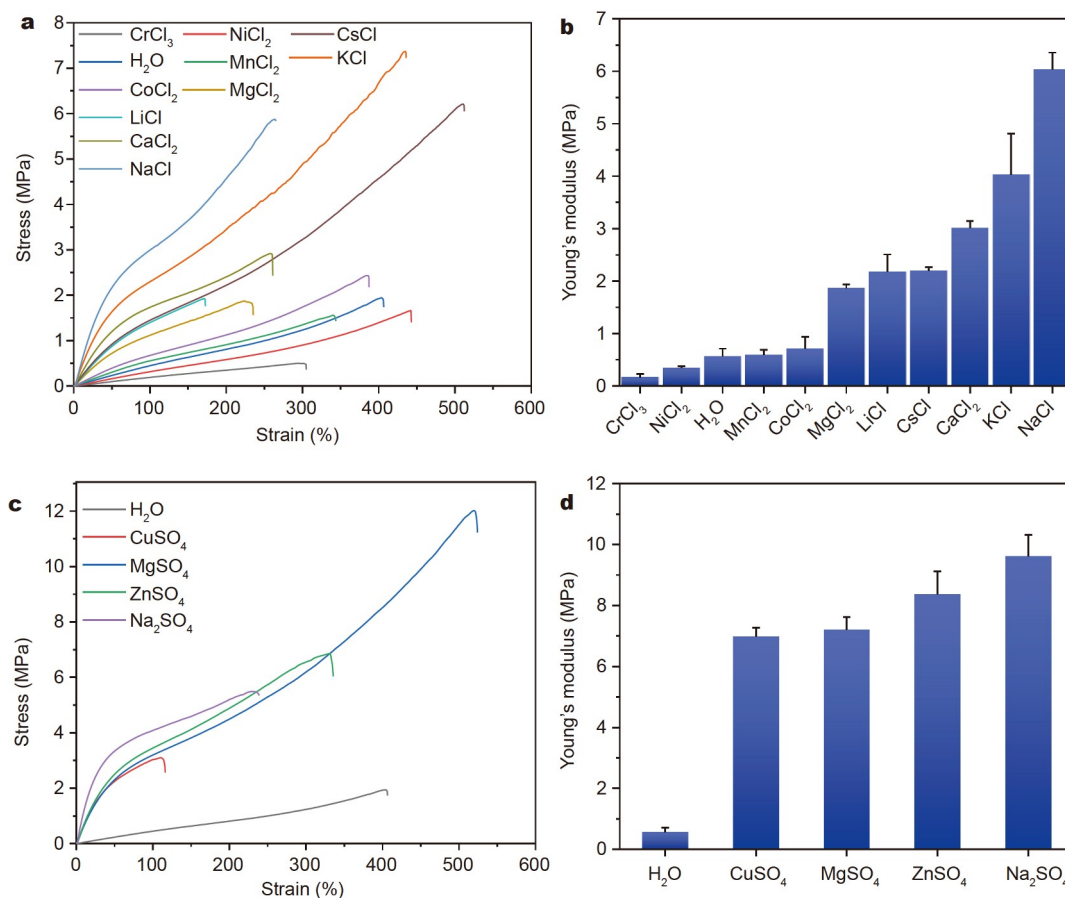 a
8
7
6
5
4
3
2
1
0
Stress (MPa)
CrCl₃
NiCl₂
CsCl
H₂O
MnCl₂
KCl
CoCl₂
MgCl₂
LiCl
CaCl₂
NaCl
0 100 200 300 400 500 600
Strain (%)
b
7
6
5
4
3
2
1
0
Young's modulus (MPa)
CrCl₃ NiCl₂ H₂O MnCl₂ CoCl₂ MgCl₂ LiCl CsCl CaCl₂ KCl NaCl
c
12
10
8
6
4
2
0
Stress (MPa)
H₂O
CuSO₄
MgSO₄
ZnSO₄
Na₂SO₄
0 100 200 300 400 500 600
Strain (%)
d
12
10
8
6
4
2
0
Young's modulus (MPa)
H₂O CuSO₄ MgSO₄ ZnSO₄ Na₂SO₄